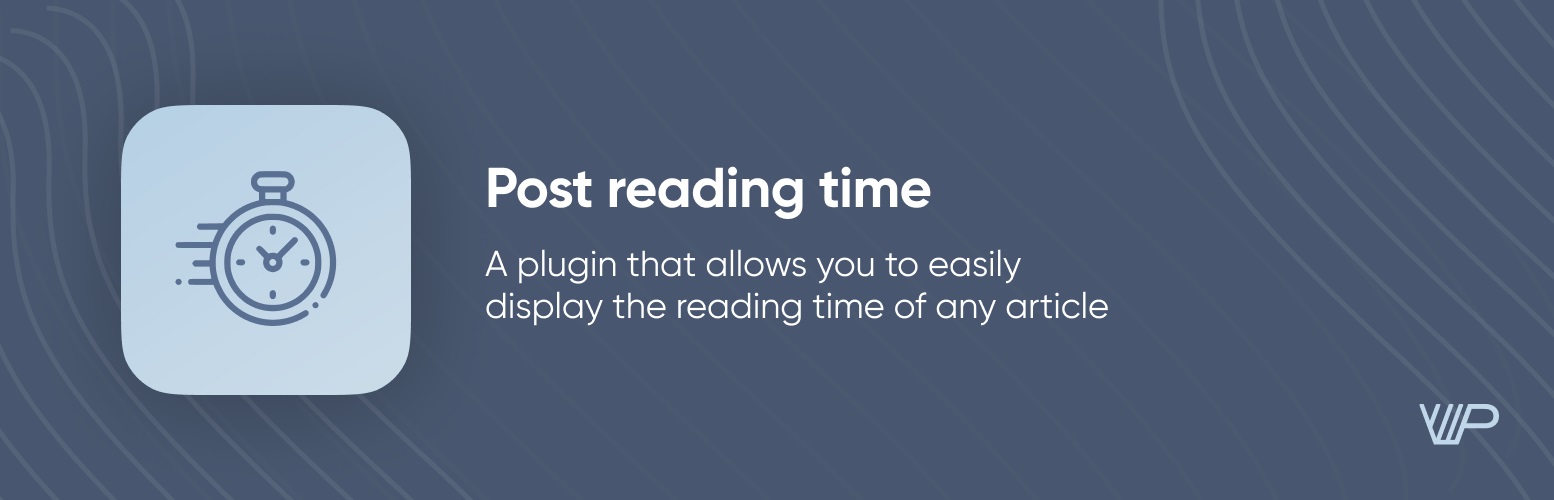 Post reading time
A plugin that allows you to easily
display the reading time of any article
WP